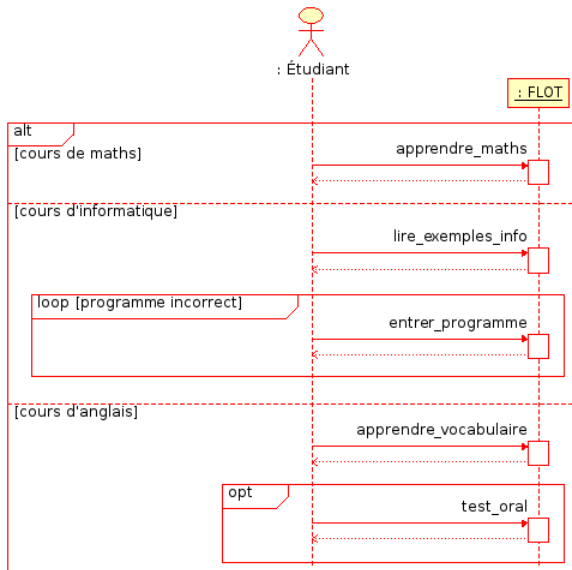 : Étudiant
: FLOT
alt
[cours de maths]
apprendre_maths
[cours d'informatique]
lire_exemples_info
loop [programme incorrect]
entrer_programme
[cours d'anglais]
apprendre_vocabulaire
opt
test_oral